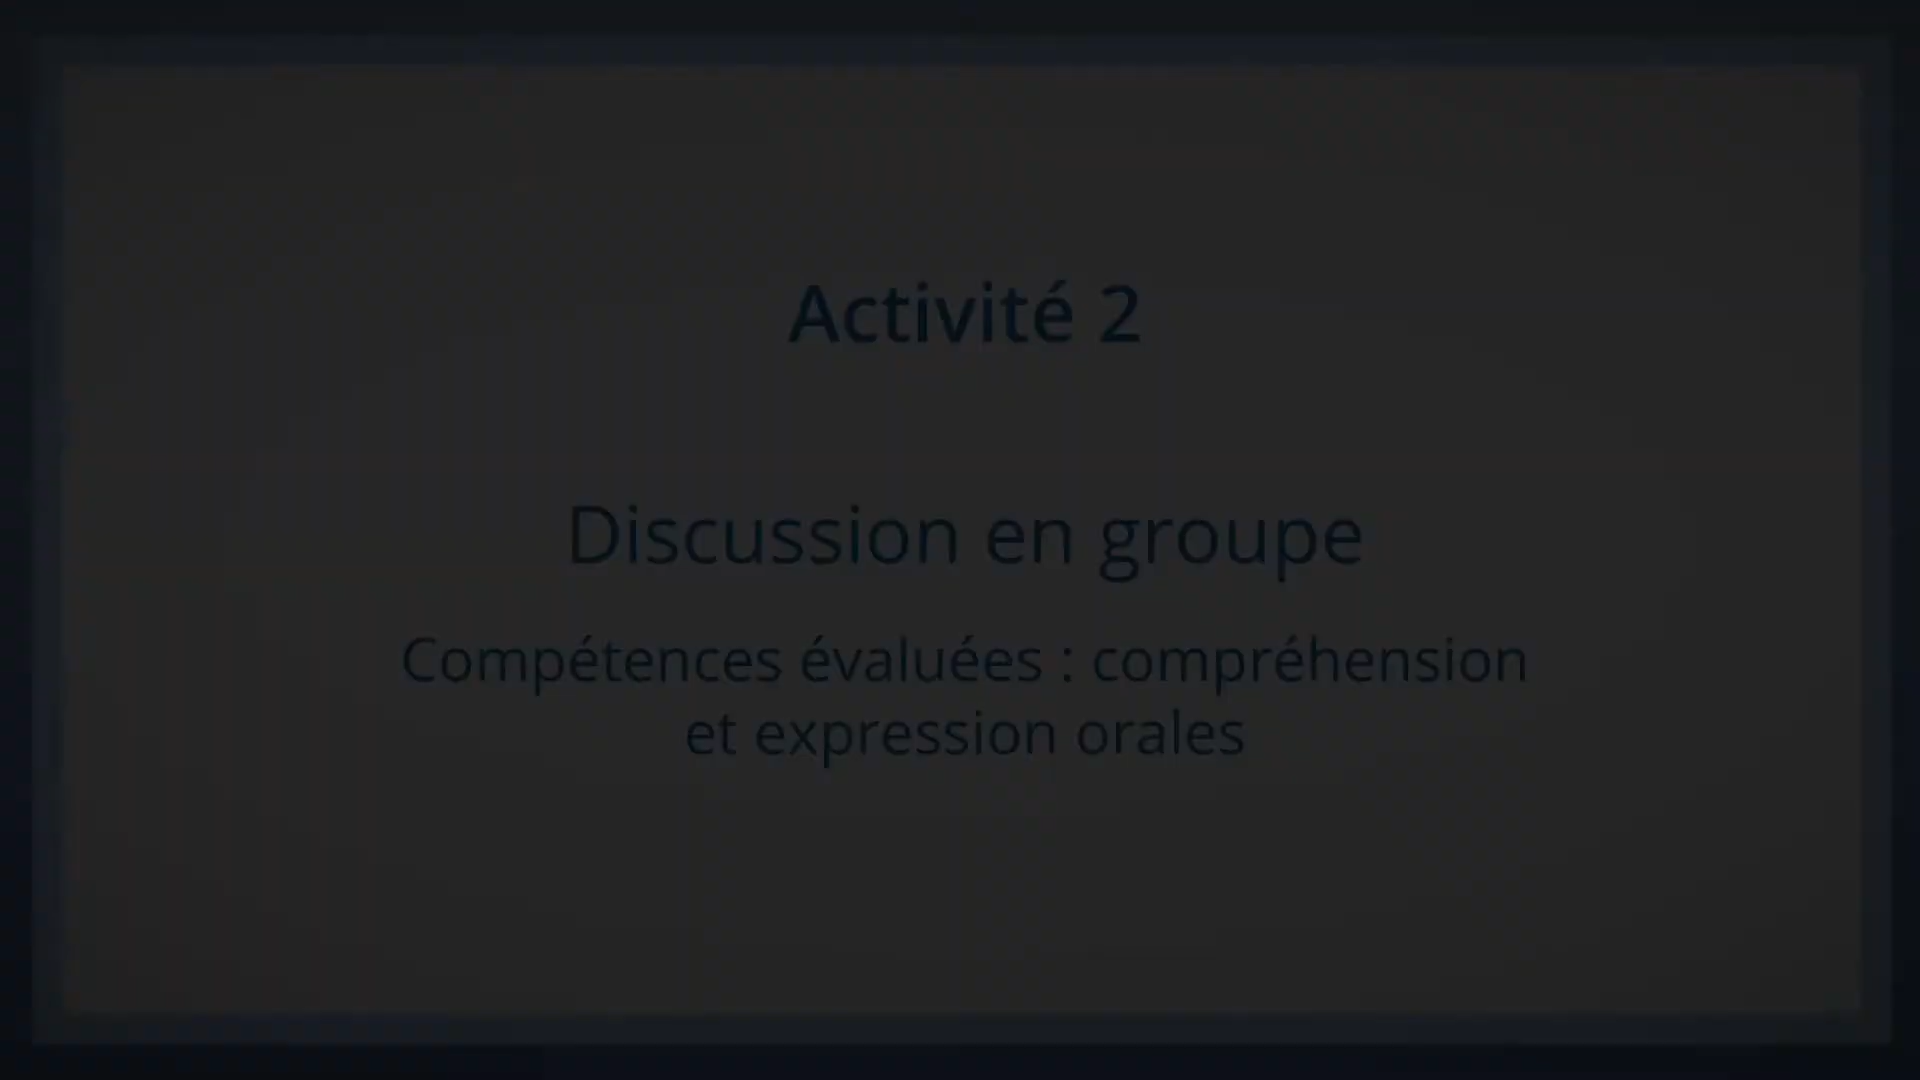 Activité 2
Discussion en groupe
Compétences évaluées : compréhension
et expression orales